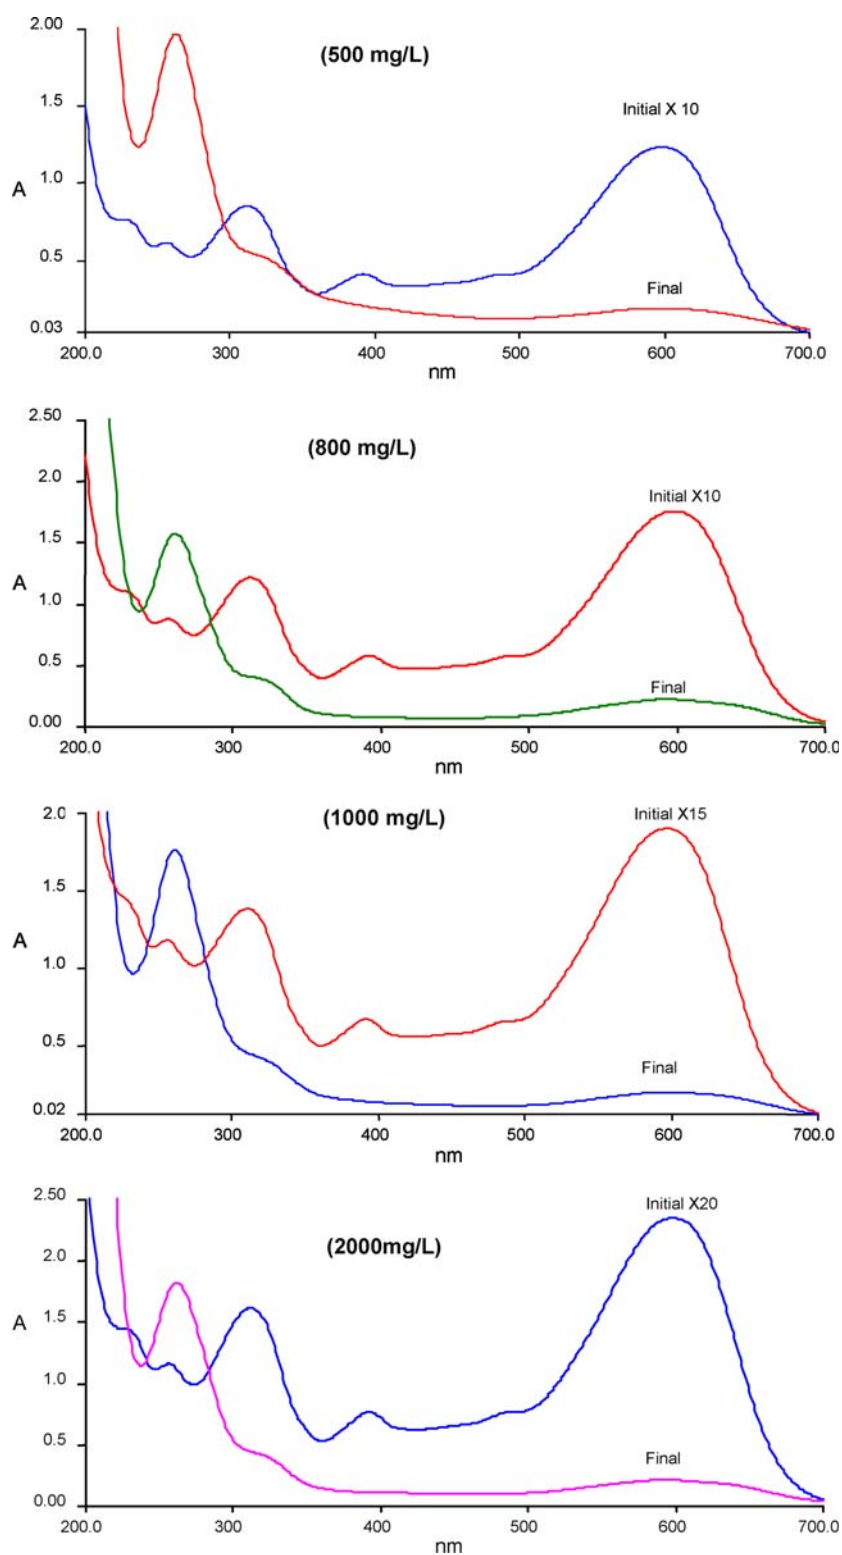 2.00
(500 mg/L)
Initial X 10
1.5
A
1.0
0.5
Final
0.03
200.0 300 400 500 600 700.0
nm
2.50
(800 mg/L)
2.0
Initial X10
1.5
A
1.0
0.5
Final
0.00
200.0 300 400 500 600 700.0
nm
2.0
(1000 mg/L)
Initial X15
1.5
A
1.0
0.5
Final
0.02
200.0 300 400 500 600 700.0
nm
2.50
Initial X20
(2000mg/L)
2.0
1.5
A
1.0
0.5
Final
0.00
200.0 300 400 500 600 700.0
nm